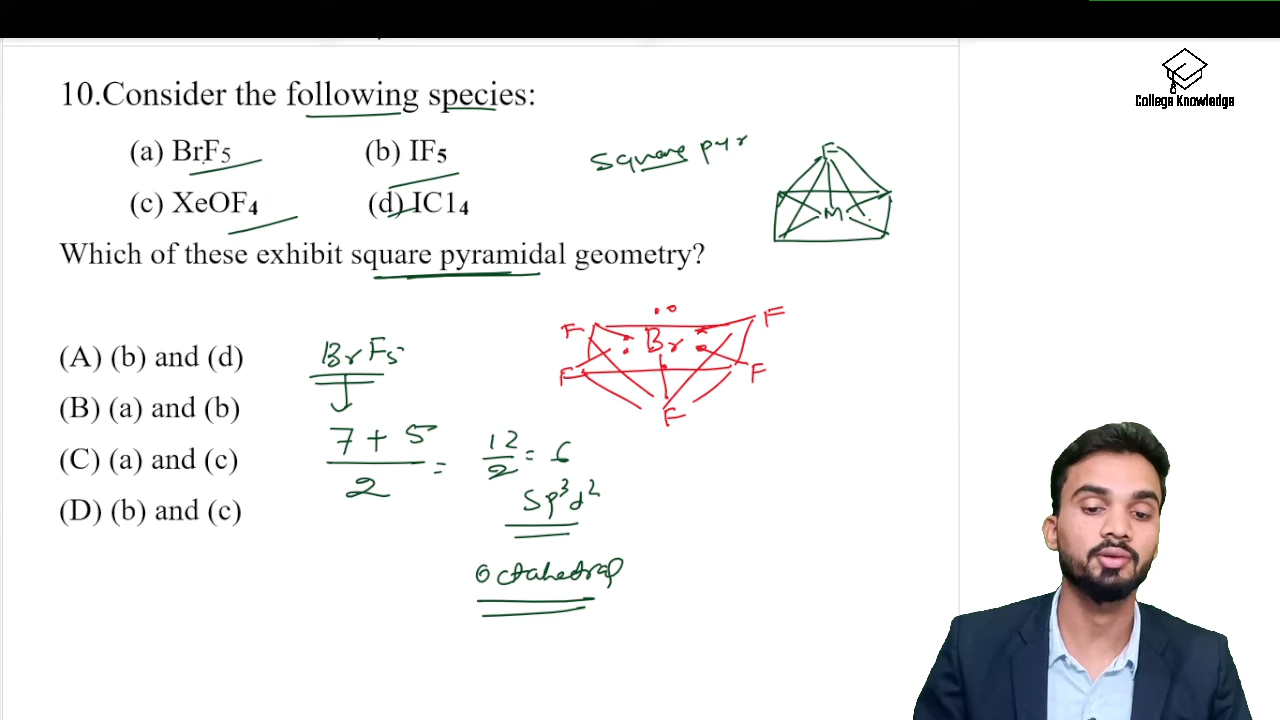 10.Consider the following species:
College Knowledge
(a) BrF5
(b) IF5
Square pyr
F
(c) XeOF4
(d) IC14
M
Which of these exhibit square pyramidal geometry?
F
Br
F
F
F
F
(A) (b) and (d)
BrF5
(B) (a) and (b)
(C) (a) and (c)
7 + 5
2
=
12
2
= 6
(D) (b) and (c)
sp3d2
octahedral